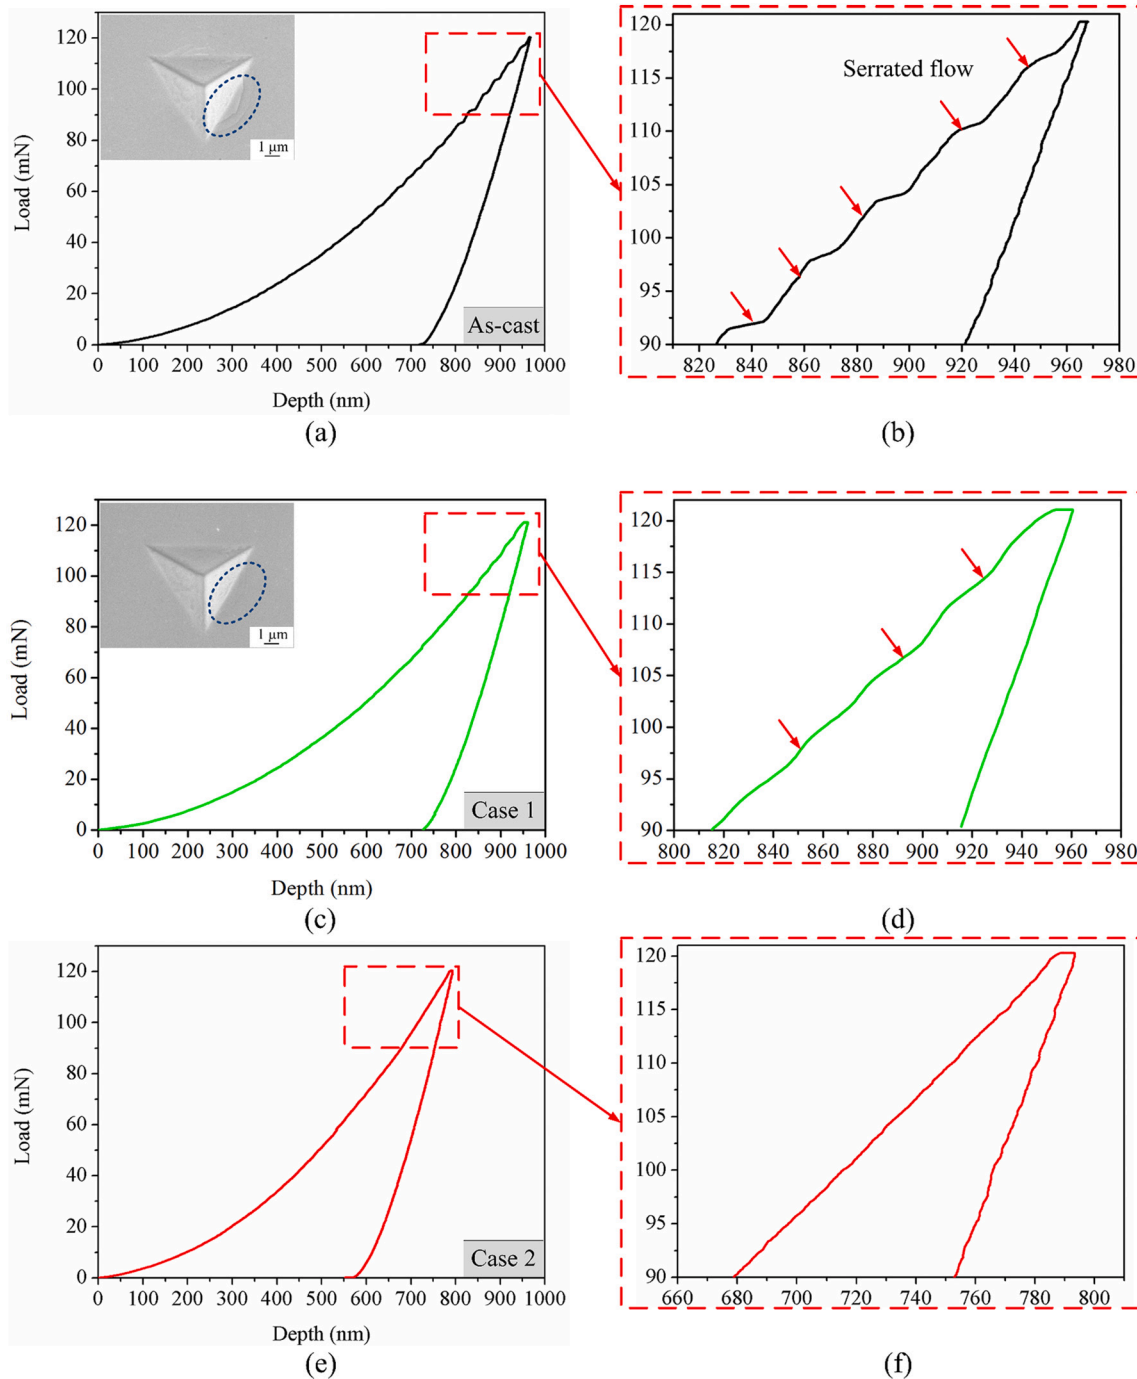 120
100
80
60
40
20
0
Load (mN)
1 μm
As-cast
0 100 200 300 400 500 600 700 800 900 1000
Depth (nm)
(a)
120
115
110
105
100
95
90
Serrated flow
820 840 860 880 900 920 940 960 980
(b)
120
100
80
60
40
20
0
Load (mN)
1 μm
Case 1
0 100 200 300 400 500 600 700 800 900 1000
Depth (nm)
(c)
120
115
110
105
100
95
90
800 820 840 860 880 900 920 940 960 980
(d)
120
100
80
60
40
20
0
Load (mN)
Case 2
0 100 200 300 400 500 600 700 800 900 1000
Depth (nm)
(e)
120
115
110
105
100
95
90
660 680 700 720 740 760 780 800
(f)